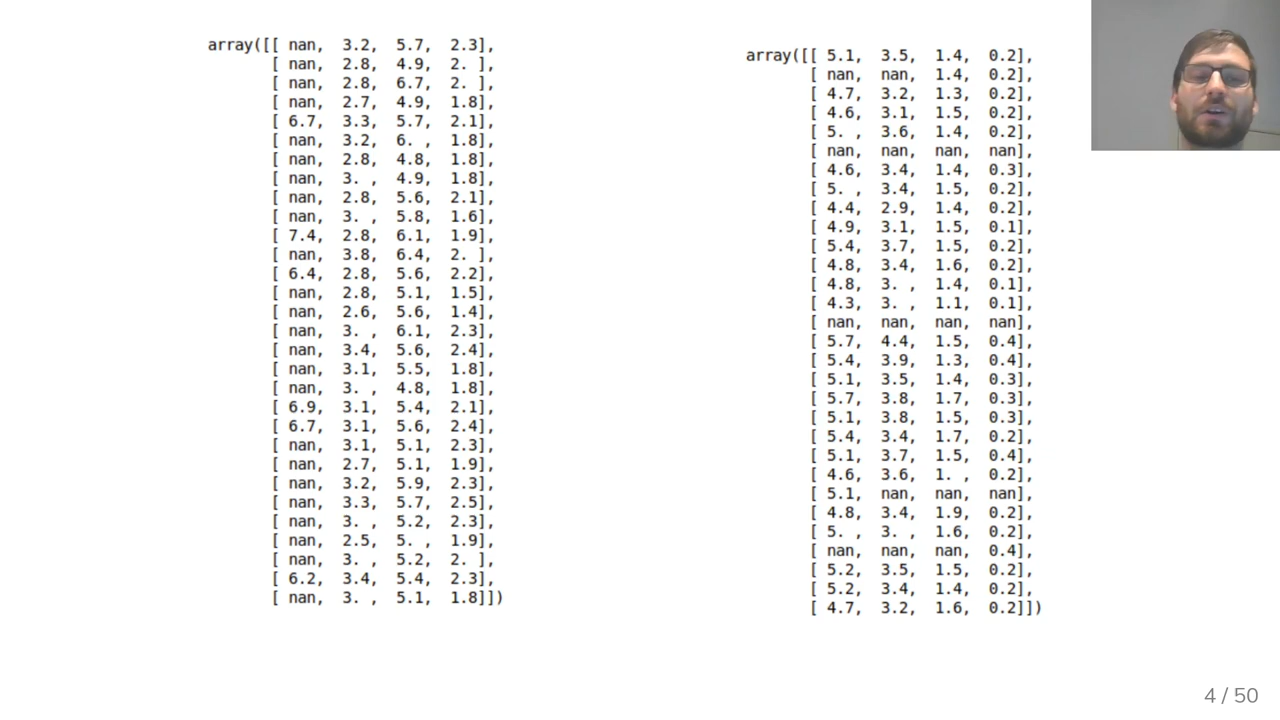 array([[ nan, 3.2, 5.7, 2.3],
[ nan, 2.8, 4.9, 2. ],
[ nan, 2.8, 6.7, 2. ],
[ nan, 2.7, 4.9, 1.8],
[ 6.7, 3.3, 5.7, 2.1],
[ nan, 3.2, 6. , 1.8],
[ nan, 2.8, 4.8, 1.8],
[ nan, 3. , 4.9, 1.8],
[ nan, 2.8, 5.6, 2.1],
[ nan, 3. , 5.8, 1.6],
[ 7.4, 2.8, 6.1, 1.9],
[ nan, 3.8, 6.4, 2. ],
[ 6.4, 2.8, 5.6, 2.2],
[ nan, 2.8, 5.1, 1.5],
[ nan, 2.6, 5.6, 1.4],
[ nan, 3. , 6.1, 2.3],
[ nan, 3.4, 5.6, 2.4],
[ nan, 3.1, 5.5, 1.8],
[ nan, 3. , 4.8, 1.8],
[ 6.9, 3.1, 5.4, 2.1],
[ 6.7, 3.1, 5.6, 2.4],
[ nan, 3.1, 5.1, 2.3],
[ nan, 2.7, 5.1, 1.9],
[ nan, 3.2, 5.9, 2.3],
[ nan, 3.3, 5.7, 2.5],
[ nan, 3. , 5.2, 2.3],
[ nan, 2.5, 5. , 1.9],
[ nan, 3. , 5.2, 2. ],
[ 6.2, 3.4, 5.4, 2.3],
[ nan, 3. , 5.1, 1.8]])
array([[ 5.1, 3.5, 1.4, 0.2],
[ nan, nan, 1.4, 0.2],
[ 4.7, 3.2, 1.3, 0.2],
[ 4.6, 3.1, 1.5, 0.2],
[ 5. , 3.6, 1.4, 0.2],
[ nan, nan, nan, nan],
[ 4.6, 3.4, 1.4, 0.3],
[ 5. , 3.4, 1.5, 0.2],
[ 4.4, 2.9, 1.4, 0.2],
[ 4.9, 3.1, 1.5, 0.1],
[ 5.4, 3.7, 1.5, 0.2],
[ 4.8, 3.4, 1.6, 0.2],
[ 4.8, 3. , 1.4, 0.1],
[ 4.3, 3. , 1.1, 0.1],
[ nan, nan, nan, nan],
[ 5.7, 4.4, 1.5, 0.4],
[ 5.4, 3.9, 1.3, 0.4],
[ 5.1, 3.5, 1.4, 0.3],
[ 5.7, 3.8, 1.7, 0.3],
[ 5.1, 3.8, 1.5, 0.3],
[ 5.4, 3.4, 1.7, 0.2],
[ 5.1, 3.7, 1.5, 0.4],
[ 4.6, 3.6, 1. , 0.2],
[ 5.1, nan, nan, nan],
[ 4.8, 3.4, 1.9, 0.2],
[ 5. , 3. , 1.6, 0.2],
[ nan, nan, nan, 0.4],
[ 5.2, 3.5, 1.5, 0.2],
[ 5.2, 3.4, 1.4, 0.2],
[ 4.7, 3.2, 1.6, 0.2]])
4 / 50